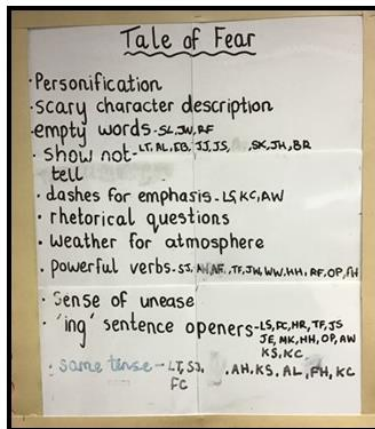 Tale of Fear
· Personification
· scary character description
· empty words - SL, JW, RF
· show not - LT, AL, EB, JJ, JS, SK, JH, BR
tell
· dashes for emphasis - LS, KC, AW
· rhetorical questions
· weather for atmosphere
· powerful verbs - SJ, TF, JW, WW, HH, RF, OP, FH
· Sense of unease
· 'ing' sentence openers - LS, FC, HR, TF, JS
JE, MK, HH, OP, AW
KS, KC
· same tense - LT, SJ, · AH, KS, AL, FH, KC
FC